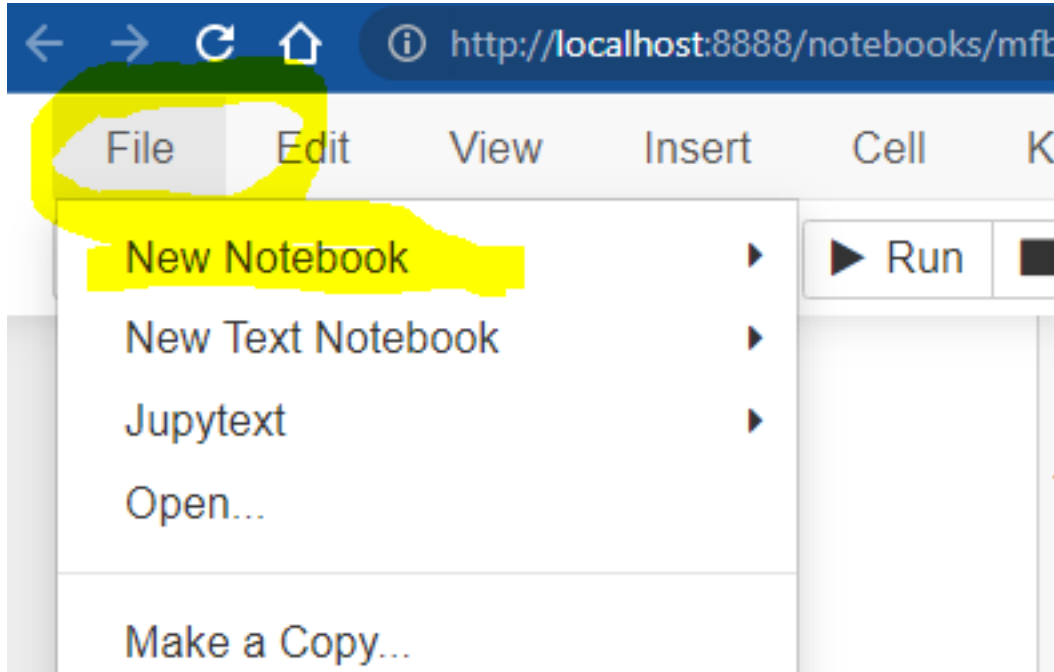 http://localhost:8888/notebooks/mfb
File Edit View Insert Cell K
New Notebook
Run
New Text Notebook
Jupytext
Open...
Make a Copy...